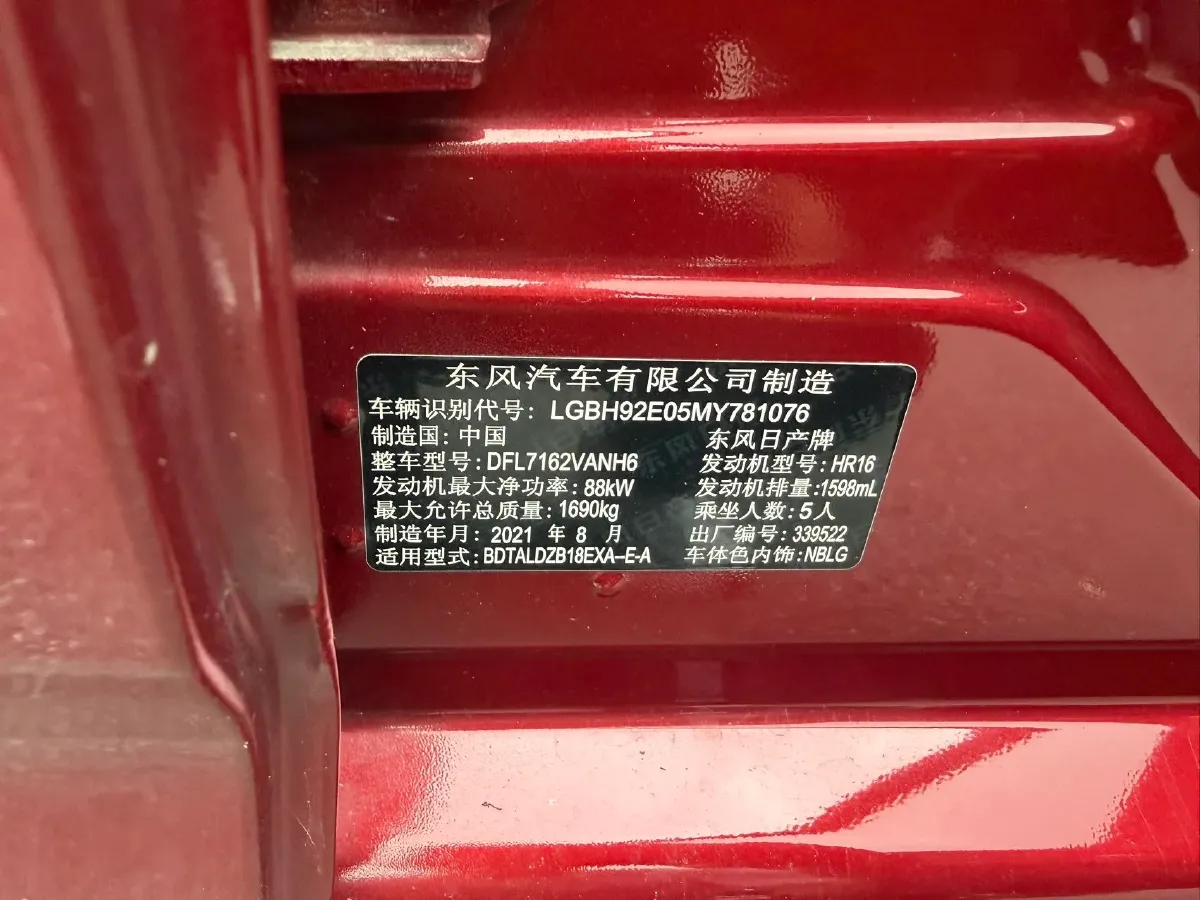 东风汽车有限公司制造
车辆识别代号: LGBH92E05MY781076
制造国: 中国 东风日产牌
整车型号: DFL7162VANH6 发动机型号: HR16
发动机最大净功率: 88kW 发动机排量: 1598mL
最大允许总质量: 1690kg 乘坐人数: 5人
制造年月: 2021 年 8 月 出厂编号: 339522
适用型式: BDTALDZB18EXA–E-A 车体色内饰: NBLG